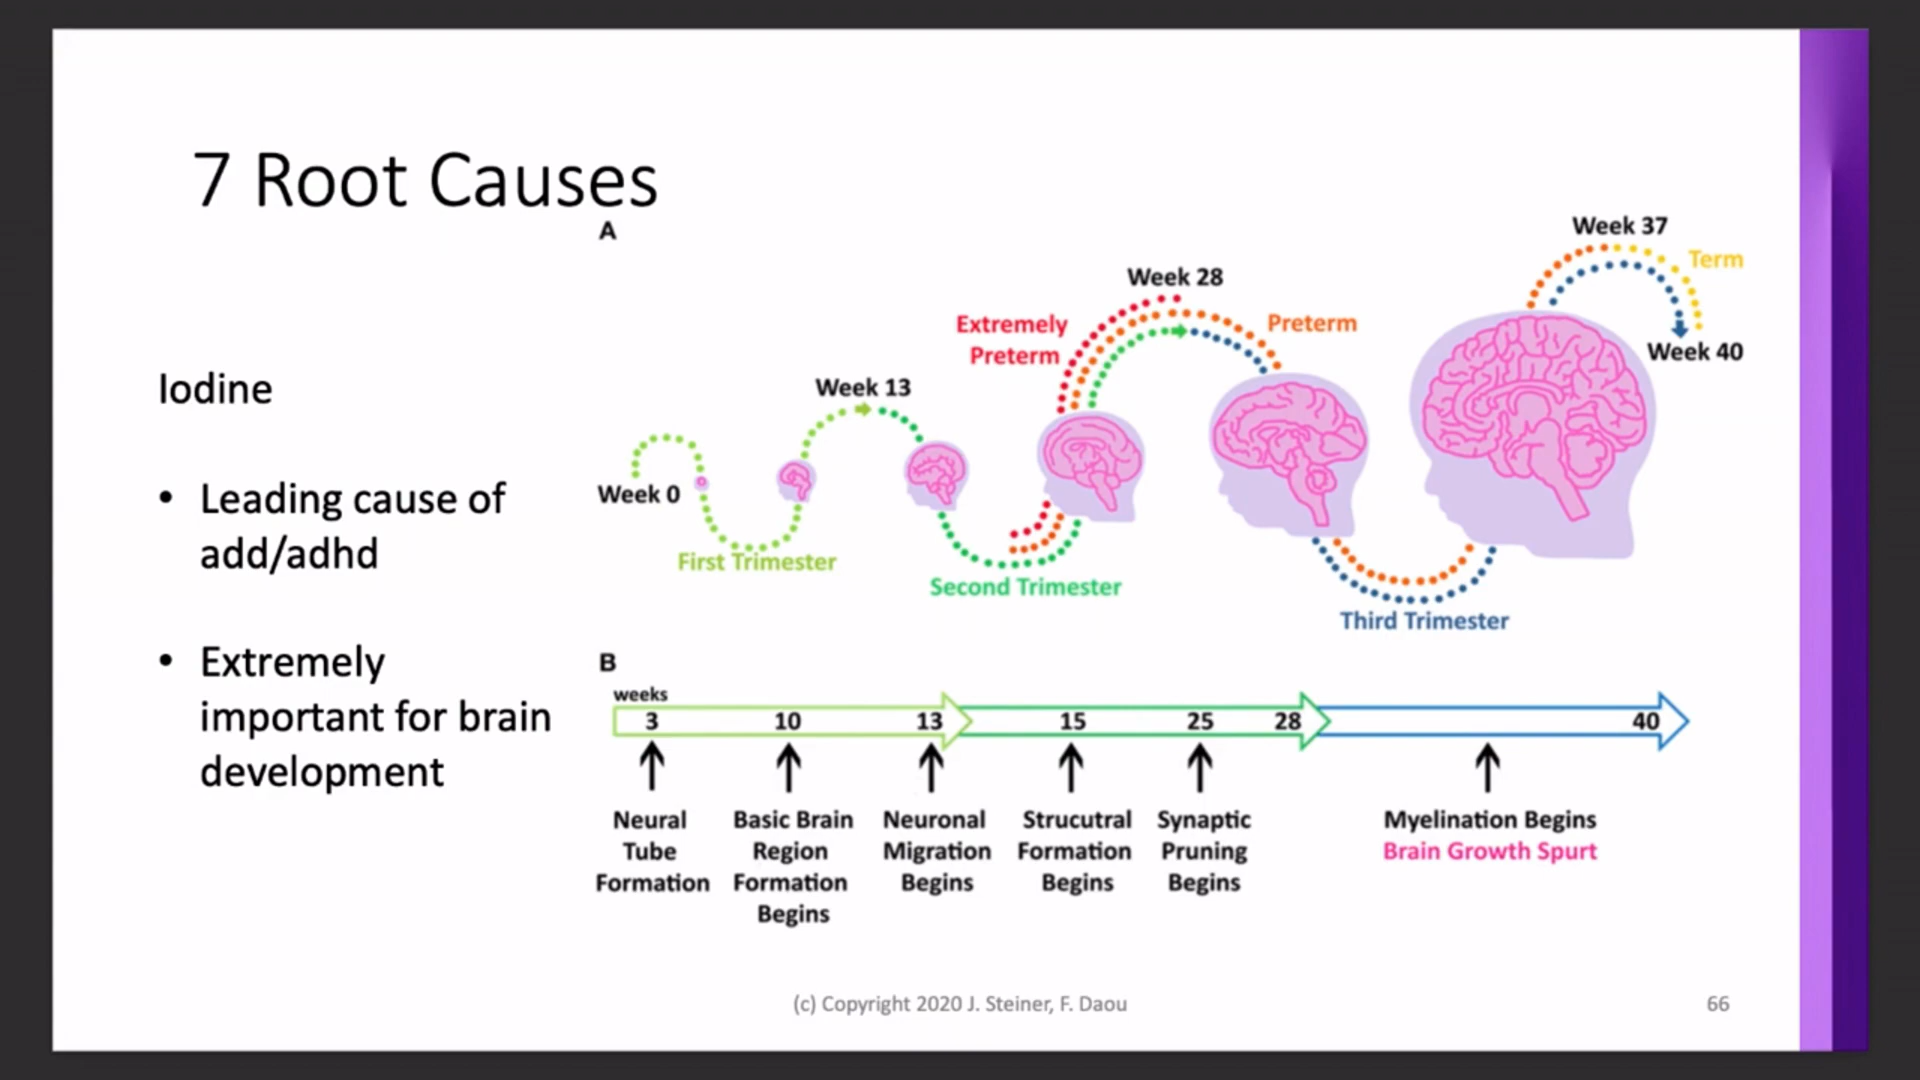 7 Root Causes
A
Iodine
• Leading cause of
add/adhd
• Extremely
important for brain
development
Week 0
First Trimester
Week 13
Second Trimester
Extremely
Preterm
Week 28
Preterm
Third Trimester
Week 37
Term
Week 40
B
weeks
3 10 13 15 25 28 40
Neural
Tube
Formation
Basic Brain
Region
Formation
Begins
Neuronal
Migration
Begins
Strucutral
Formation
Begins
Synaptic
Pruning
Begins
Myelination Begins
Brain Growth Spurt
(c) Copyright 2020 J. Steiner, F. Daou
66